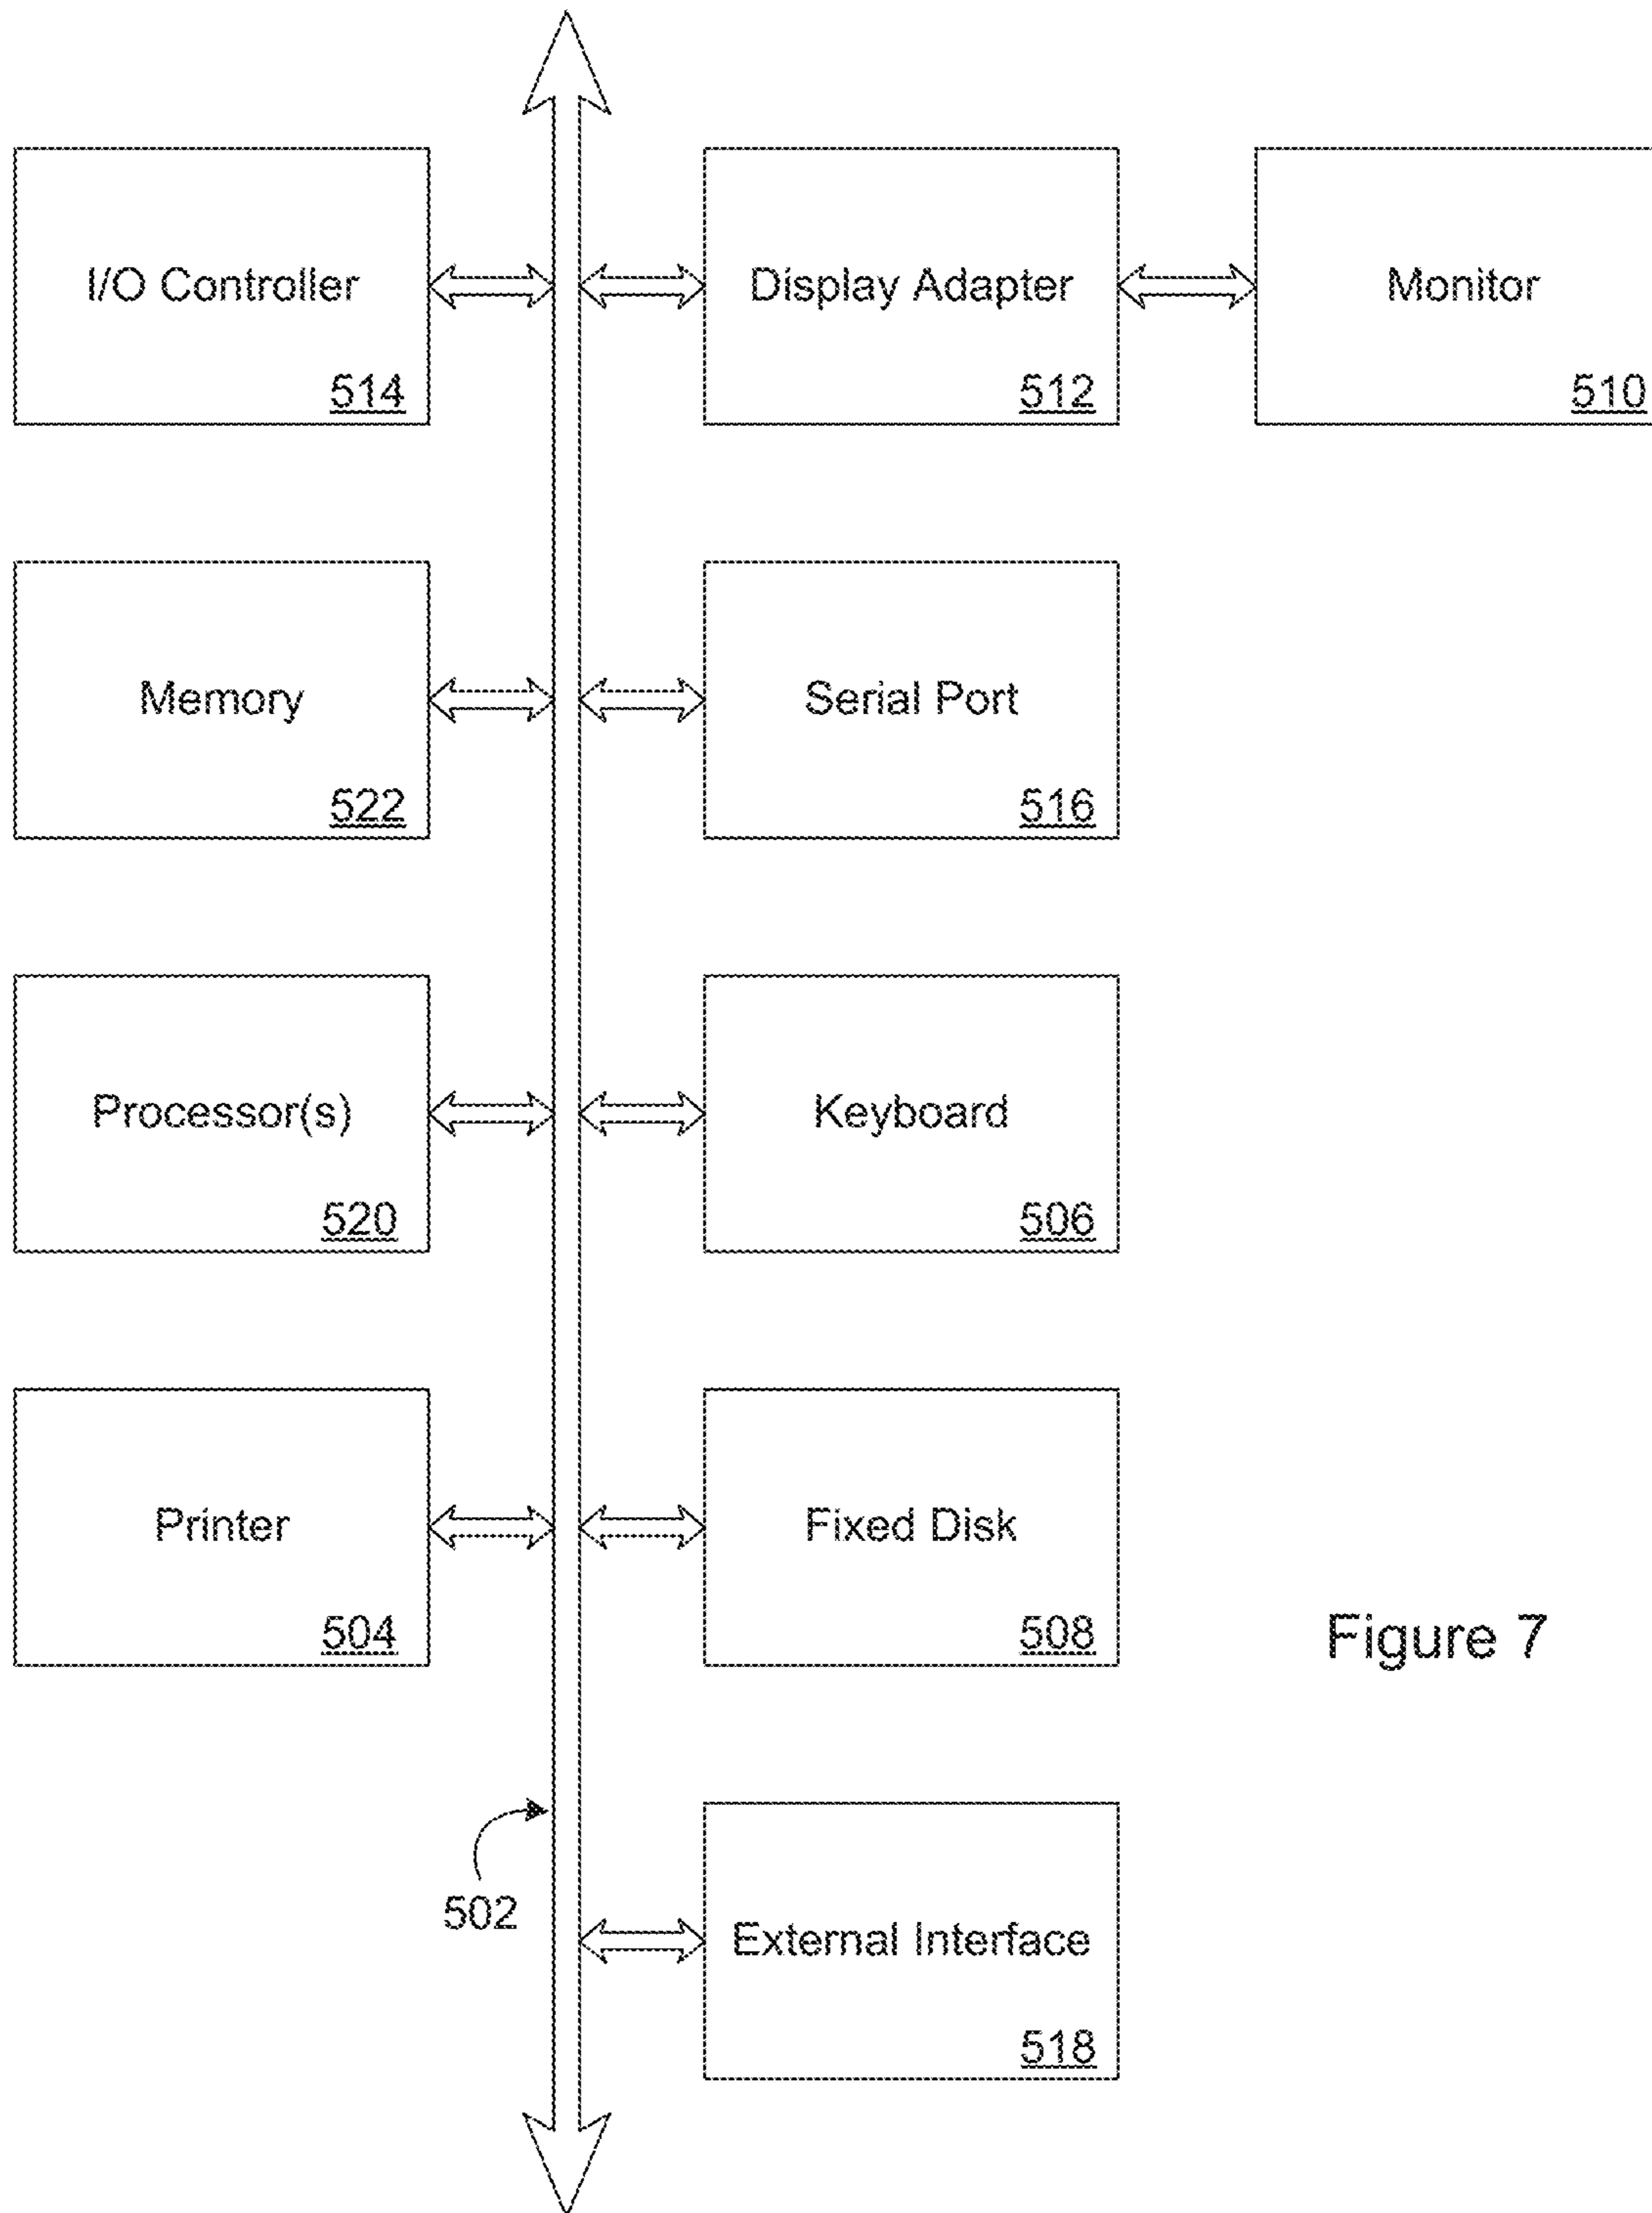 I/O Controller
514
Display Adapter
512
Monitor
510
Memory
522
Serial Port
516
Processor(s)
520
Keyboard
506
Printer
504
Fixed Disk
508
Figure 7
502
External Interface
518